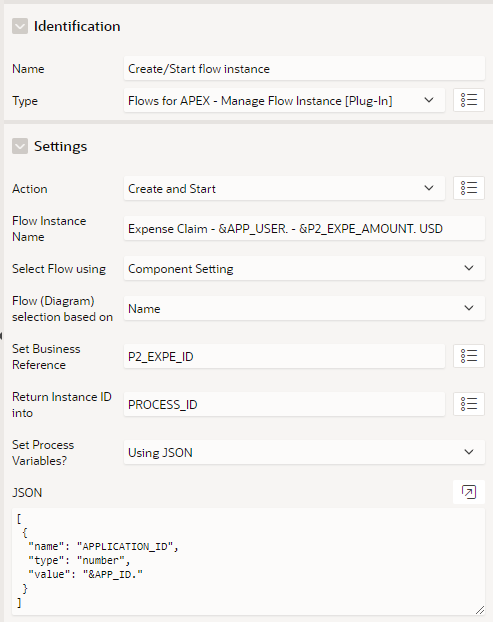 Identification
Name Create/Start flow instance
Type Flows for APEX - Manage Flow Instance [Plug-In]
Settings
Action Create and Start
Flow Instance
Name
Expense Claim - &APP_USER. - &P2_EXPE_AMOUNT. USD
Select Flow using Component Setting
Flow (Diagram)
selection based on
Name
Set Business
Reference
P2_EXPE_ID
Return Instance ID
into
PROCESS_ID
Set Process
Variables?
Using JSON
JSON
[
{
"name": "APPLICATION_ID",
"type": "number",
"value": "&APP_ID."
}
]